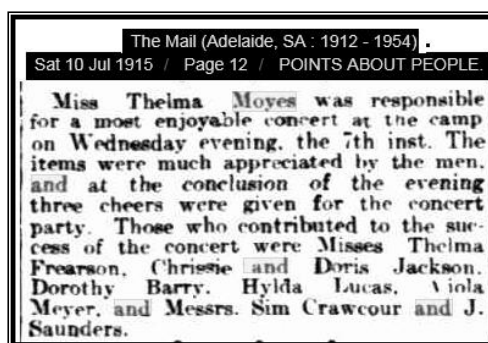 The Mail (Adelaide, SA : 1912 - 1954) .
Sat 10 Jul 1915 / Page 12 / POINTS ABOUT PEOPLE.
Miss Thelma Moyes was responsible
for a most enjoyable concert at the camp
on Wednesday evening, the 7th inst. The
items were much appreciated by the men,
and at the conclusion of the evening
three cheers were given for the concert
party. Those who contributed to the suc-
cess of the concert were Misses Thelma
Frearson, Chrissie and Doris Jackson,
Dorothy Barry, Hylda Lucas, Viola
Meyer, and Messrs. Sim Crawcour and J.
Saunders.